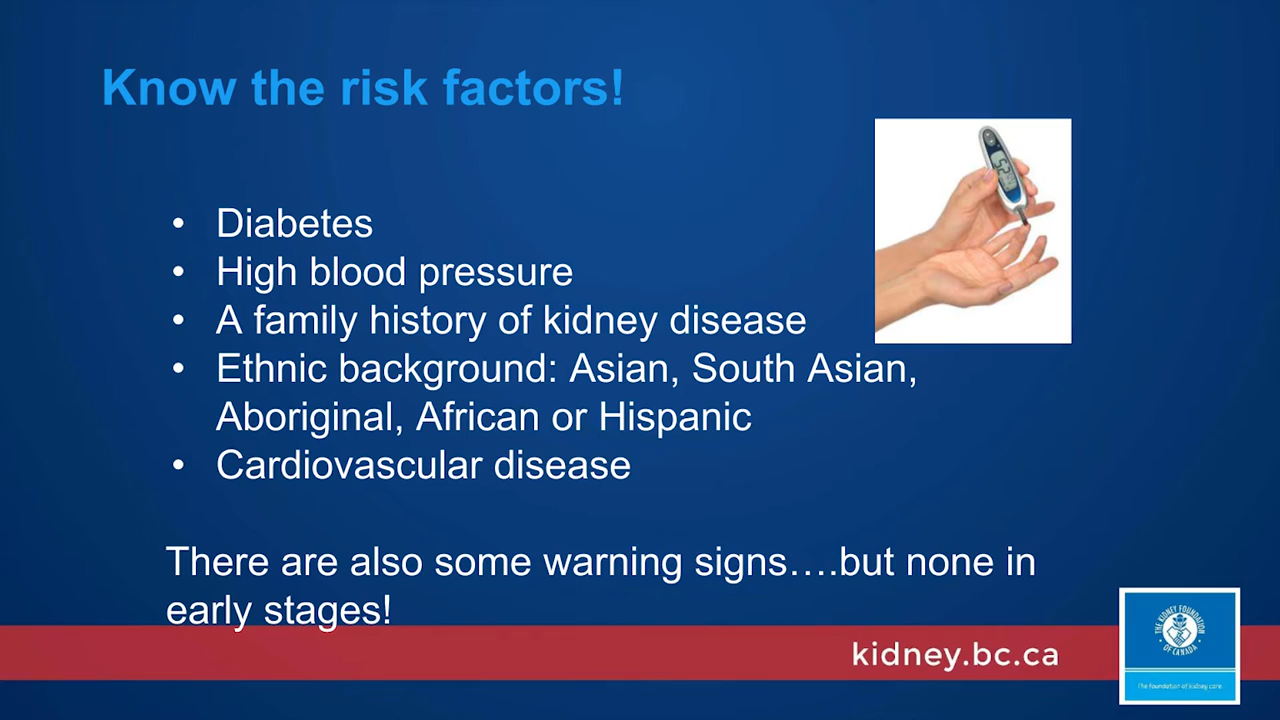 Know the risk factors!
• Diabetes
• High blood pressure
• A family history of kidney disease
• Ethnic background: Asian, South Asian,
Aboriginal, African or Hispanic
• Cardiovascular disease
There are also some warning signs….but none in
early stages!
kidney.bc.ca
THE KIDNEY FOUNDATION
OF CANADA
The foundation of kidney care.